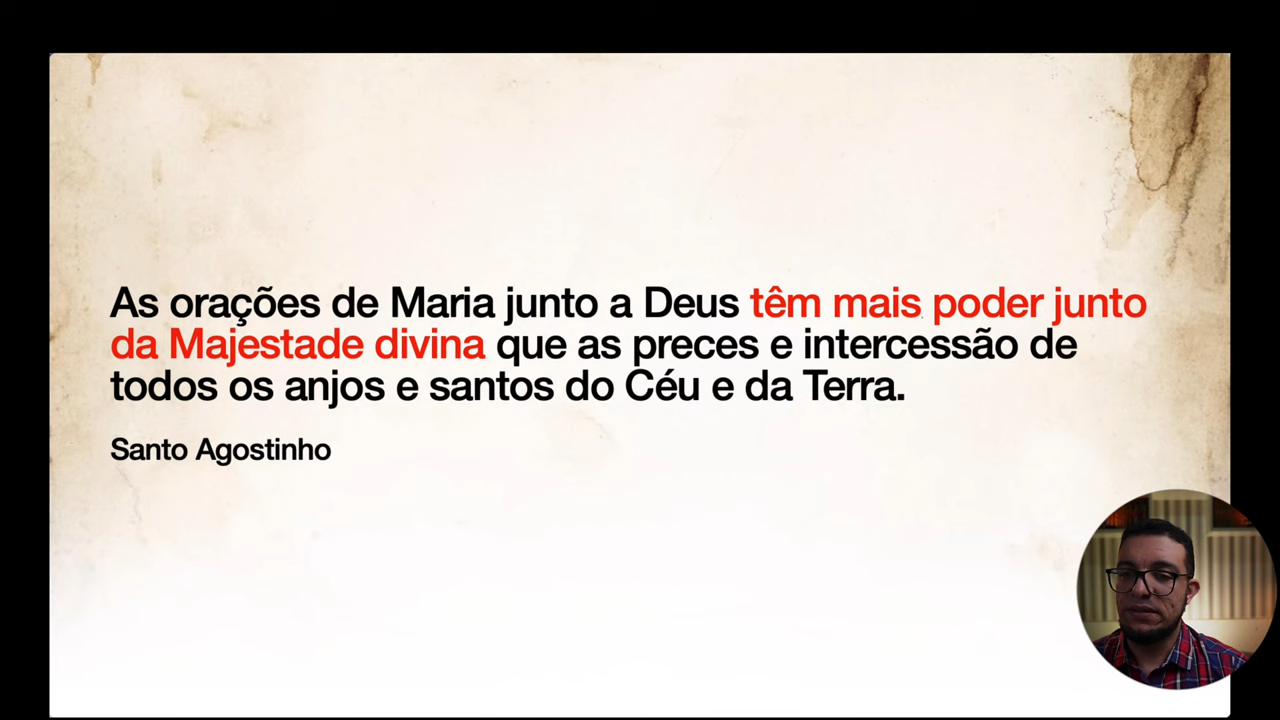 As orações de Maria junto a Deus têm mais poder junto
da Majestade divina que as preces e intercessão de
todos os anjos e santos do Céu e da Terra.
Santo Agostinho